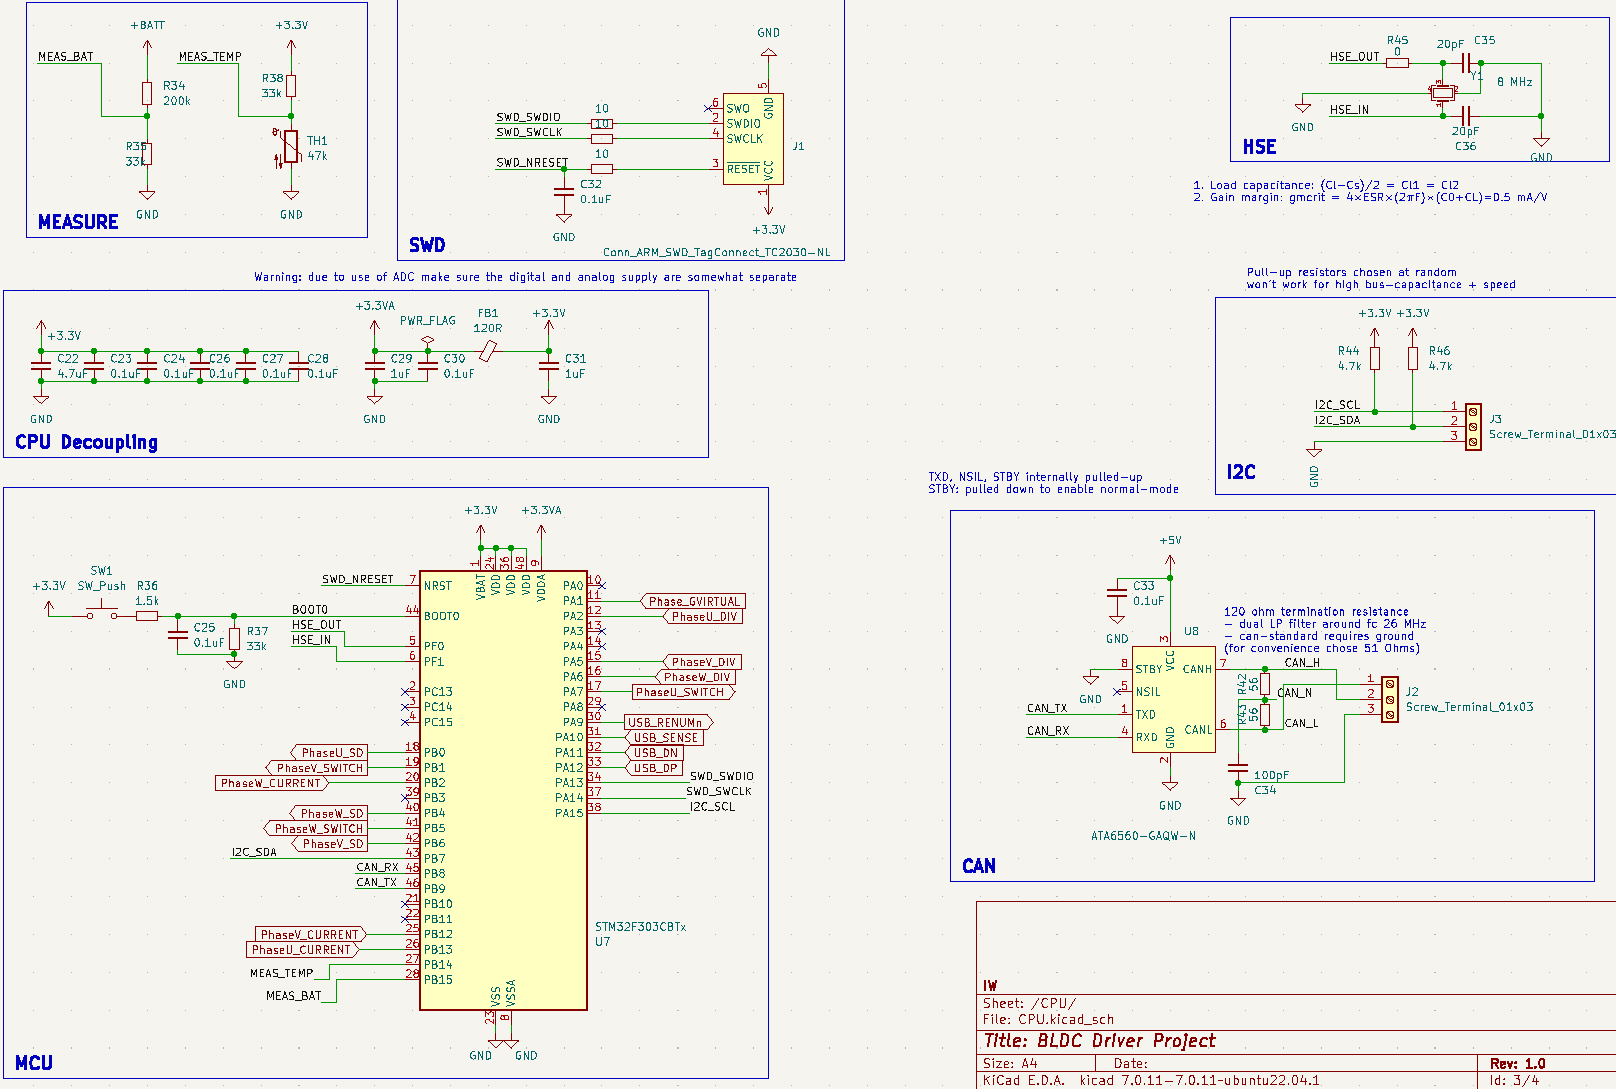 +BATT
+3.3V
MEAS_BAT
MEAS_TEMP
R34
200k
R38
33k
R35
33k
TH1
47k
GND
GND
MEASURE
GND
10
10
10
SWD_SWDIO
SWD_SWCLK
SWD_NRESET
C32
0.1uF
GND
6 SWO
2 SWDIO
4 SWCLK
3 RESET
5 GND
1 VCC
J1
+3.3V
Conn_ARM_SWD_TagConnect_TC2030-NL
SWD
HSE_OUT
HSE_IN
R45
0
20pF C35
Y1
8 MHz
20pF
C36
GND
GND
HSE
1. Load capacitance: (Cl-Cs)/2 = Cl1 = Cl2
2. Gain margin: gmcrit = 4×ESR×(2πF)×(C0+CL)=0.5 mA/V
Warning: due to use of ADC make sure the digital and analog supply are somewhat separate
+3.3V
C22
4.7uF
C23
0.1uF
C24
0.1uF
C26
0.1uF
C27
0.1uF
C28
0.1uF
GND
+3.3VA
PWR_FLAG
FB1
120R
+3.3V
C29
1uF
C30
0.1uF
C31
1uF
GND
GND
CPU Decoupling
Pull-up resistors chosen at random
won't work for high bus-capacitance + speed
+3.3V +3.3V
R44
4.7k
R46
4.7k
I2C_SCL
I2C_SDA
1
2
3
J3
Screw_Terminal_01x03
GND
I2C
+3.3V
+3.3VA
SW1
SW_Push
+3.3V
R36
1.5k
C25
0.1uF
R37
33k
GND
SWD_NRESET 7 NRST
BOOT0 44 BOOT0
HSE_OUT 5 PF0
HSE_IN 6 PF1
2 PC13
3 PC14
4 PC15
PhaseU_SD 18 PB0
PhaseV_SWITCH 19 PB1
PhaseW_CURRENT 20 PB2
39 PB3
PhaseW_SD 40 PB4
PhaseW_SWITCH 41 PB5
PhaseV_SD 42 PB6
I2C_SDA 43 PB7
CAN_RX 45 PB8
CAN_TX 46 PB9
21 PB10
22 PB11
PhaseV_CURRENT 25 PB12
PhaseU_CURRENT 26 PB13
MEAS_TEMP 27 PB14
MEAS_BAT 28 PB15
1 VBAT
24 VDD
36 VDD
48 VDD
9 VDDA
PA0 10
PA1 11 Phase_GVIRTUAL
PA2 12 PhaseU_DIV
PA3 13
PA4 14
PA5 15 PhaseV_DIV
PA6 16 PhaseW_DIV
PA7 17 PhaseU_SWITCH
PA8 29
PA9 30 USB_RENUMn
PA10 31 USB_SENSE
PA11 32 USB_DN
PA12 33 USB_DP
PA13 34 SWD_SWDIO
PA14 37 SWD_SWCLK
PA15 38 I2C_SCL
STM32F303CBTx
U7
23 VSS
8 VSSA
GND
GND
MCU
TXD, NSIL, STBY internally pulled-up
STBY: pulled down to enable normal-mode
+5V
C33
0.1uF
GND
U8
120 ohm termination resistance
- dual LP filter around fc 26 MHz
- can-standard requires ground
(for convenience chose 51 Ohms)
3 VCC
8 STBY
5 NSIL
1 TXD
4 RXD
CANH 7
CANL 6
2 GND
GND
CAN_TX
CAN_RX
GND
CAN_H
CAN_N
CAN_L
R42
56
R43
56
1
2
3
J2
Screw_Terminal_01x03
100pF
C34
GND
ATA6560-GAQW-N
CAN
IW
Sheet: /CPU/
File: CPU.kicad_sch
Title: BLDC Driver Project
Size: A4
Date:
Rev: 1.0
KiCad E.D.A. kicad 7.0.11-7.0.11-ubuntu22.04.1
Id: 3/4